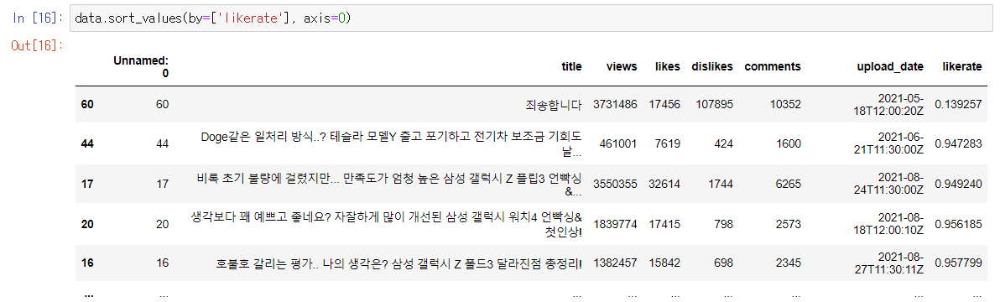 In [16]: data.sort_values(by=['likerate'], axis=0)
Out[16]:
Unnamed: 0 title views likes dislikes comments upload_date likerate
60 60 죄송합니다 3731486 17456 107895 10352 2021-05-18T12:00:20Z 0.139257
44 44 Doge같은 일처리 방식..? 테슬라 모델Y 출고 포기하고 전기차 보조금 기회도 날... 461001 7619 424 1600 2021-06-21T11:30:00Z 0.947283
17 17 비록 초기 불량에 걸렸지만... 만족도가 엄청 높은 삼성 갤럭시 Z 플립3 언빡싱&... 3550355 32614 1744 6265 2021-08-24T11:30:00Z 0.949240
20 20 생각보다 꽤 예쁘고 좋네요? 자잘하게 많이 개선된 삼성 갤럭시 워치4 언빡싱&첫인상! 1839774 17415 798 2573 2021-08-18T12:00:10Z 0.956185
16 16 호불호 갈리는 평가.. 나의 생각은? 삼성 갤럭시 Z 폴드3 달라진점 총정리! 1382457 15842 698 2345 2021-08-27T11:30:11Z 0.957799
... ... ... ... ... ... ... ... ...